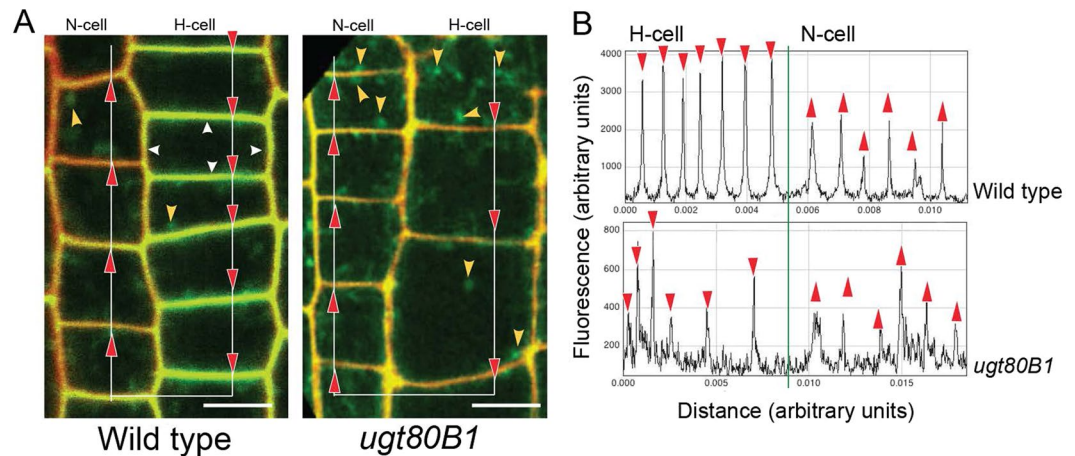 A
N-cell
H-cell
N-cell
H-cell
Wild type
ugt80B1
B
H-cell
N-cell
Fluorescence (arbitrary units)
4000
3000
2000
1000
0.000
0.002
0.004
0.006
0.008
0.010
Wild type
800
600
400
200
0.000
0.005
0.010
0.015
ugt80B1
Distance (arbitrary units)